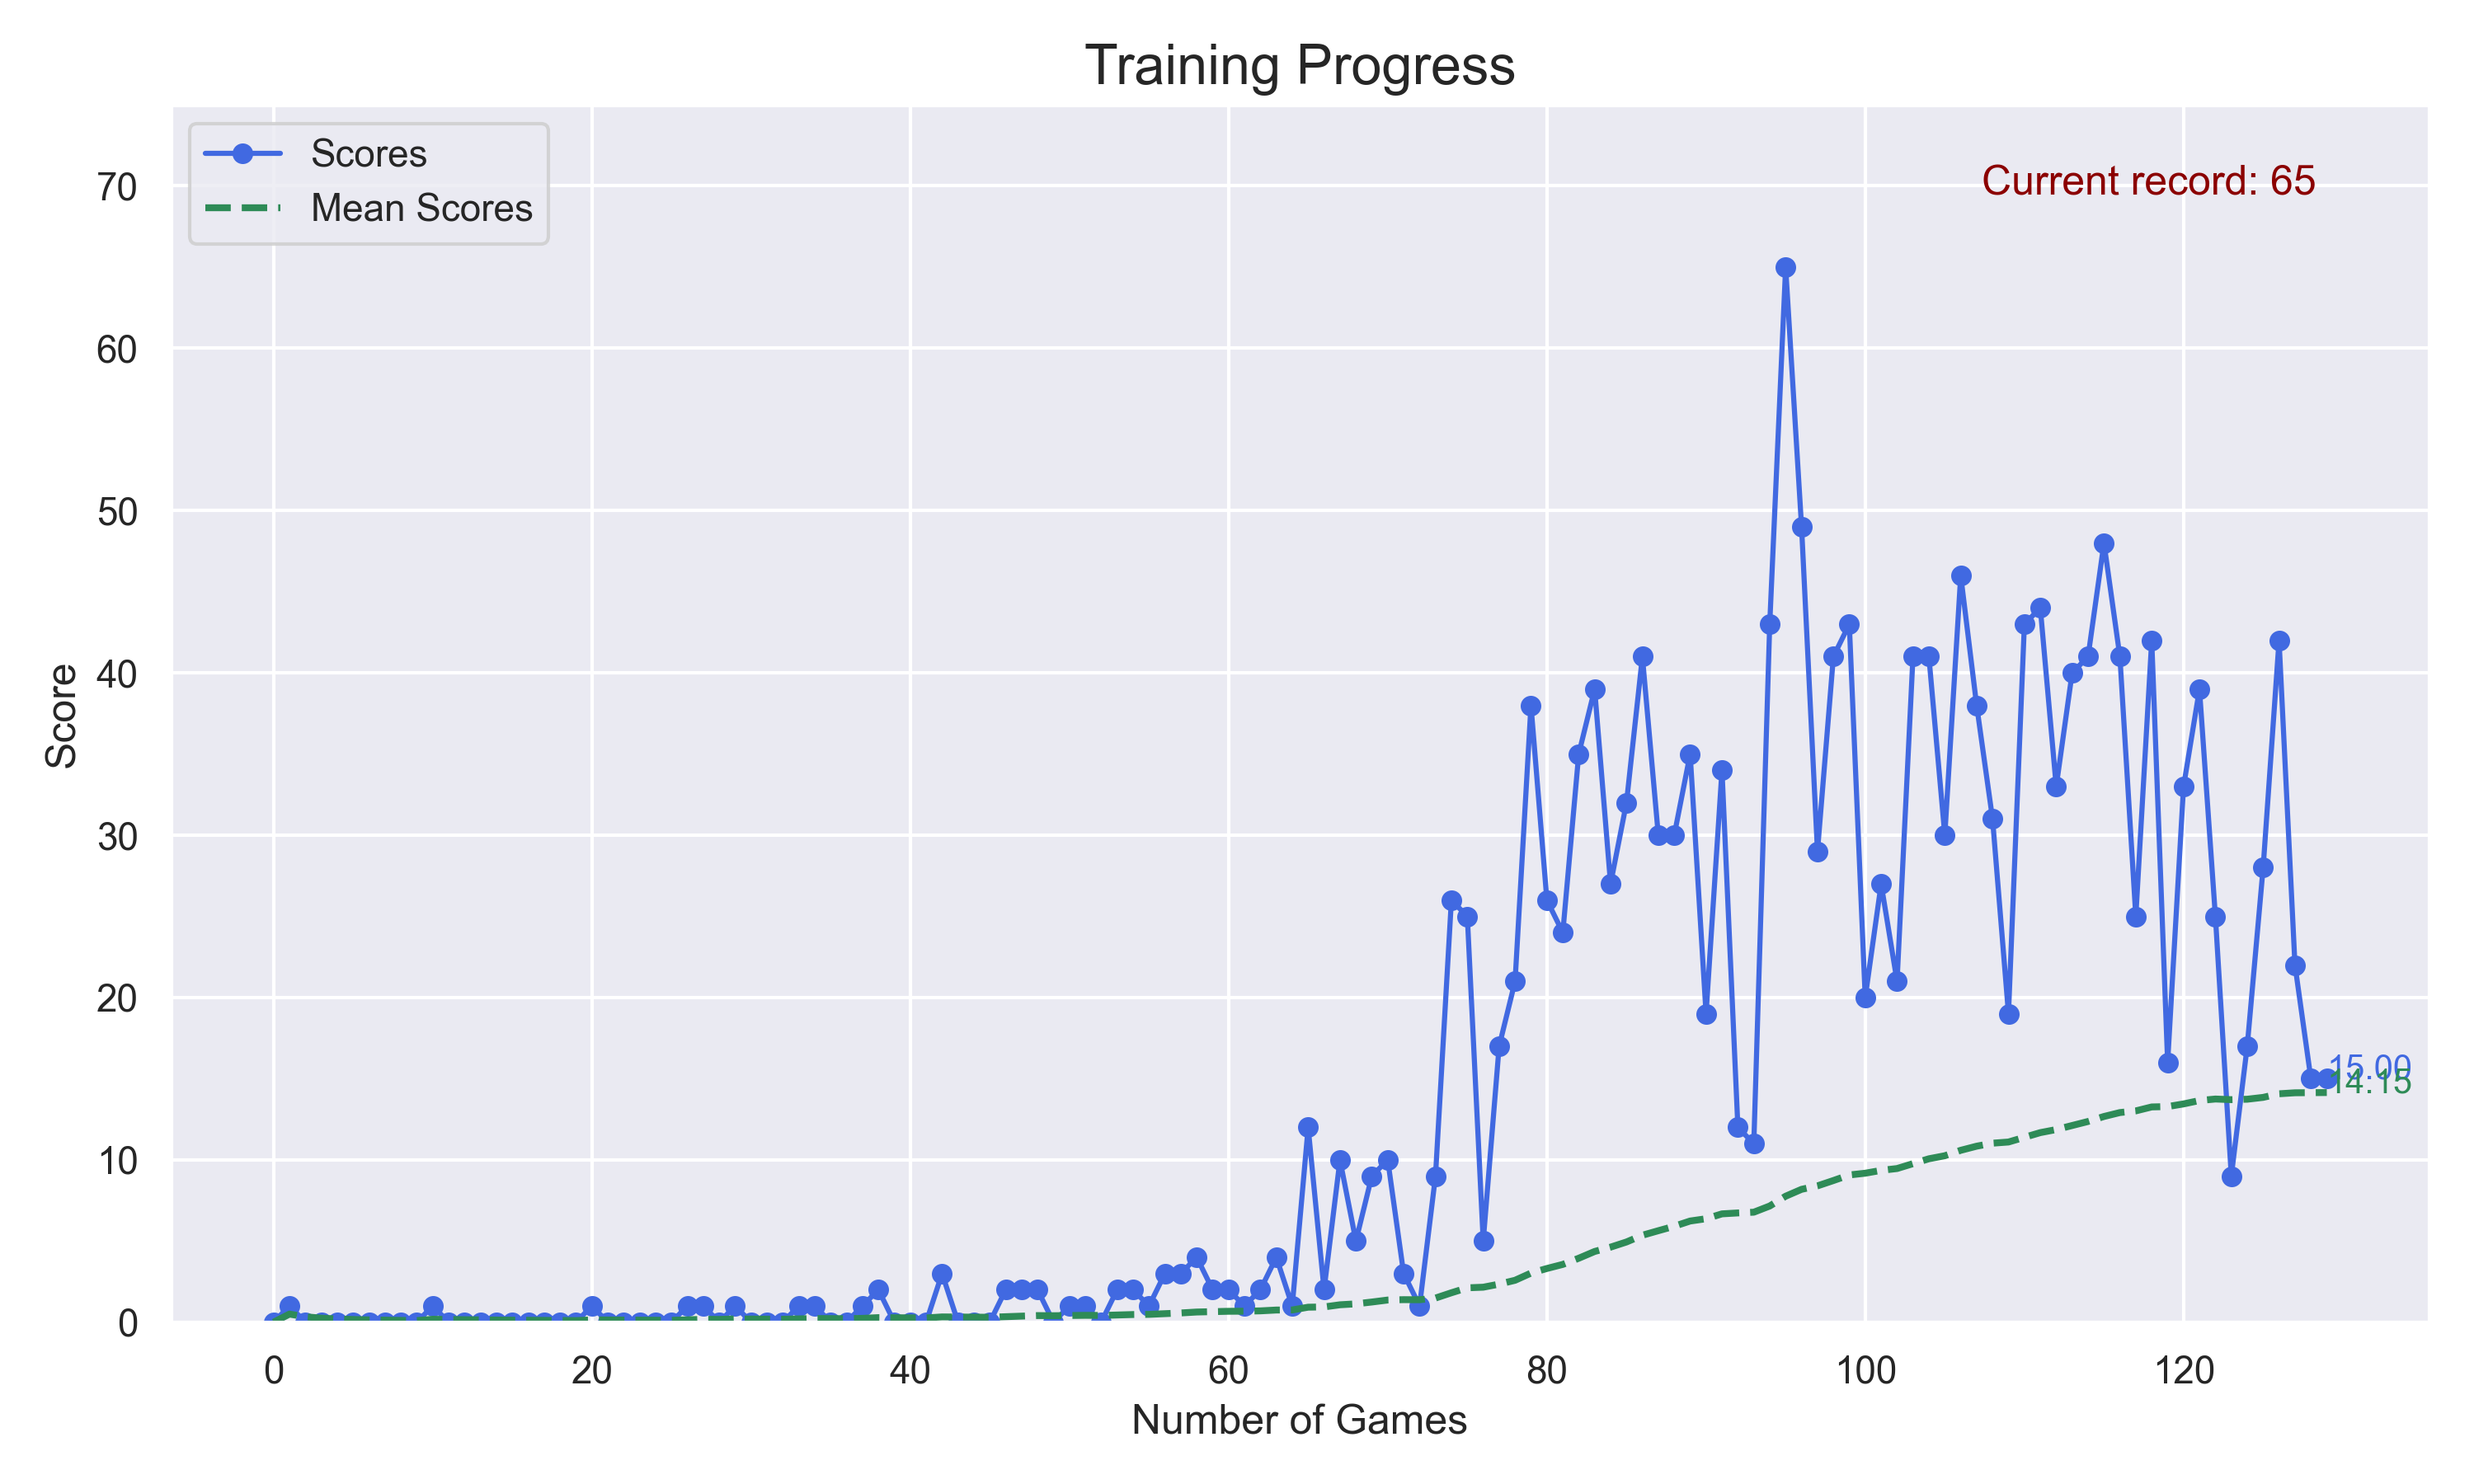 Training Progress
Scores
Mean Scores
Current record: 65
70
60
50
40
30
20
10
0
Score
15.00
14.15
0 20 40 60 80 100 120
Number of Games